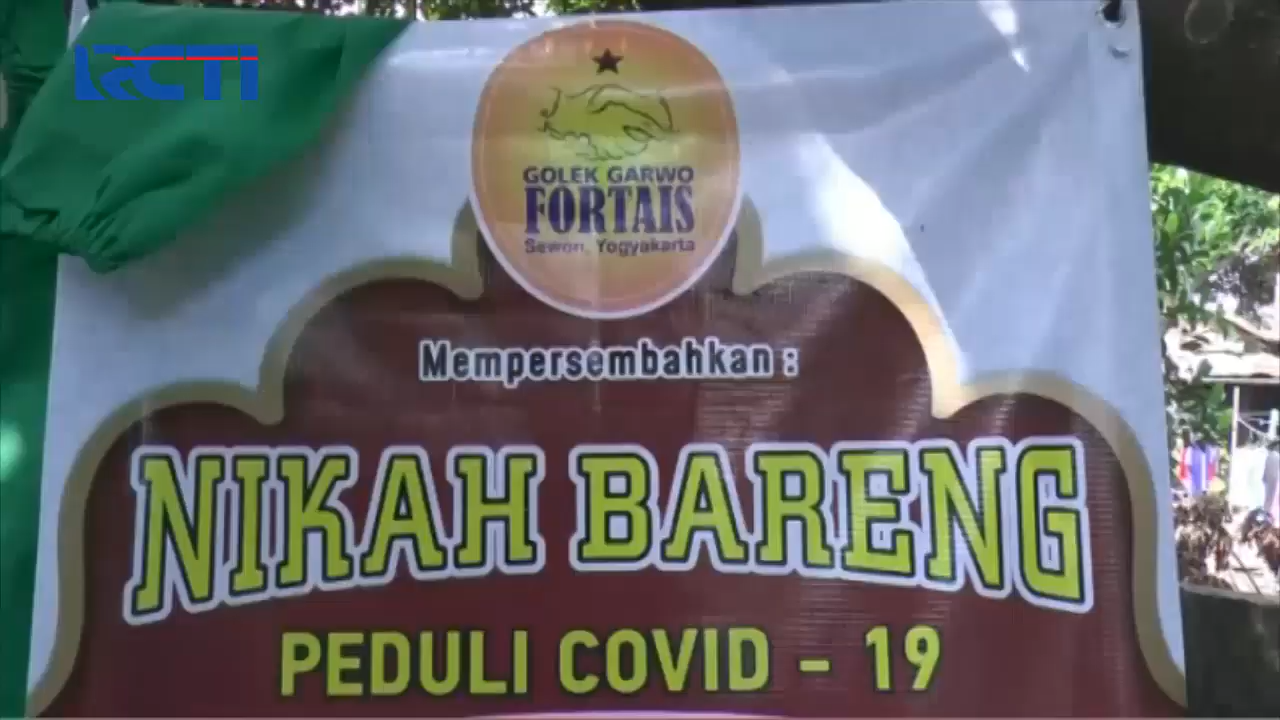 RCTI
GOLEK GARWO
FORTAIS
Sewon, Yogyakarta
Mempersembahkan :
NIKAH BARENG
PEDULI COVID - 19